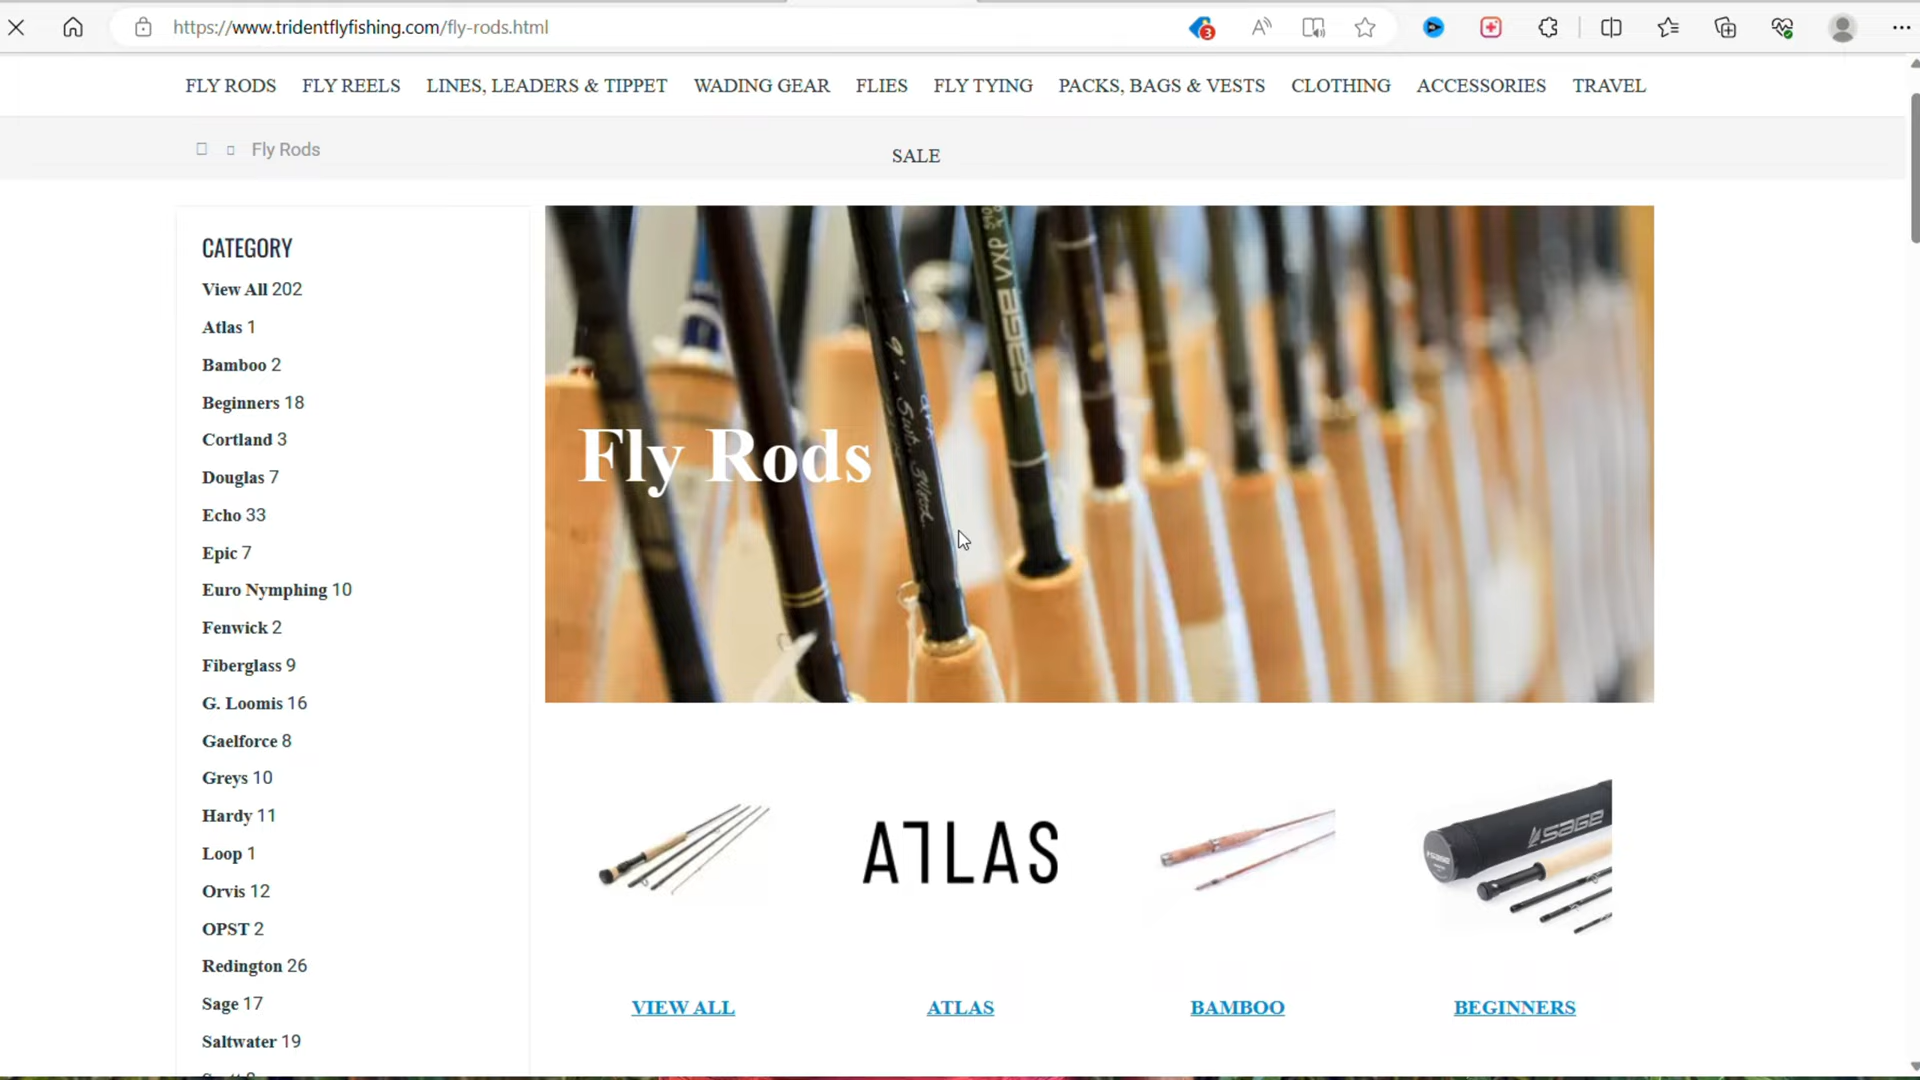 https://www.tridentflyfishing.com/fly-rods.html
3
FLY RODS FLY REELS LINES, LEADERS & TIPPET WADING GEAR FLIES FLY TYING PACKS, BAGS & VESTS CLOTHING ACCESSORIES TRAVEL
SALE
Fly Rods
CATEGORY
View All 202
Atlas 1
Bamboo 2
Beginners 18
Cortland 3
Douglas 7
Echo 33
Epic 7
Euro Nymphing 10
Fenwick 2
Fiberglass 9
G. Loomis 16
Gaelforce 8
Greys 10
Hardy 11
Loop 1
Orvis 12
OPST 2
Redington 26
Sage 17
Saltwater 19
Fly Rods
SAGE VXP
ATLAS
SAGE
VIEW ALL
ATLAS
BAMBOO
BEGINNERS